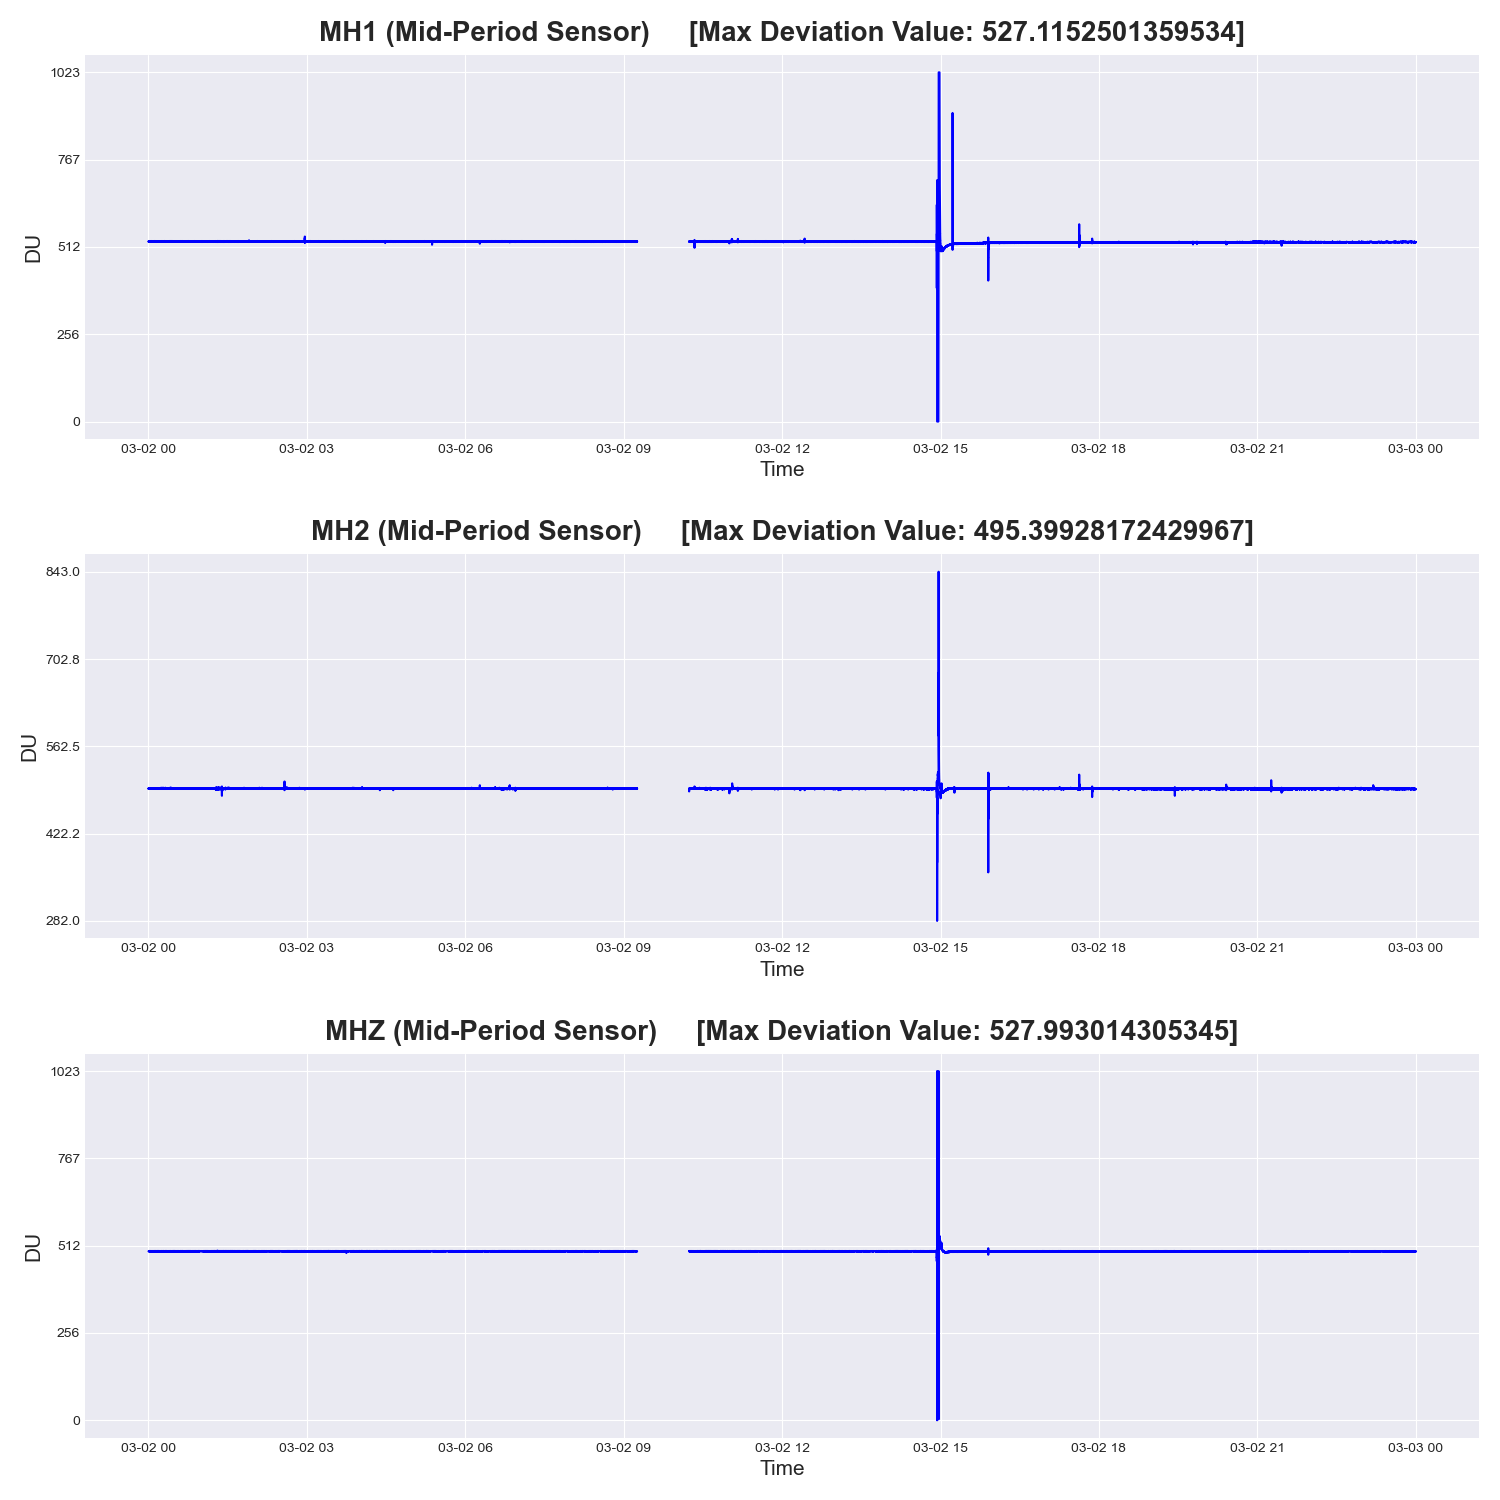 MH1 (Mid-Period Sensor) [Max Deviation Value: 527.1152501359534]
1023
767
512
256
0
DU
03-02 00 03-02 03 03-02 06 03-02 09 03-02 12 03-02 15 03-02 18 03-02 21 03-03 00
Time
MH2 (Mid-Period Sensor) [Max Deviation Value: 495.39928172429967]
843.0
702.8
562.5
422.2
282.0
DU
03-02 00 03-02 03 03-02 06 03-02 09 03-02 12 03-02 15 03-02 18 03-02 21 03-03 00
Time
MHZ (Mid-Period Sensor) [Max Deviation Value: 527.993014305345]
1023
767
512
256
0
DU
03-02 00 03-02 03 03-02 06 03-02 09 03-02 12 03-02 15 03-02 18 03-02 21 03-03 00
Time